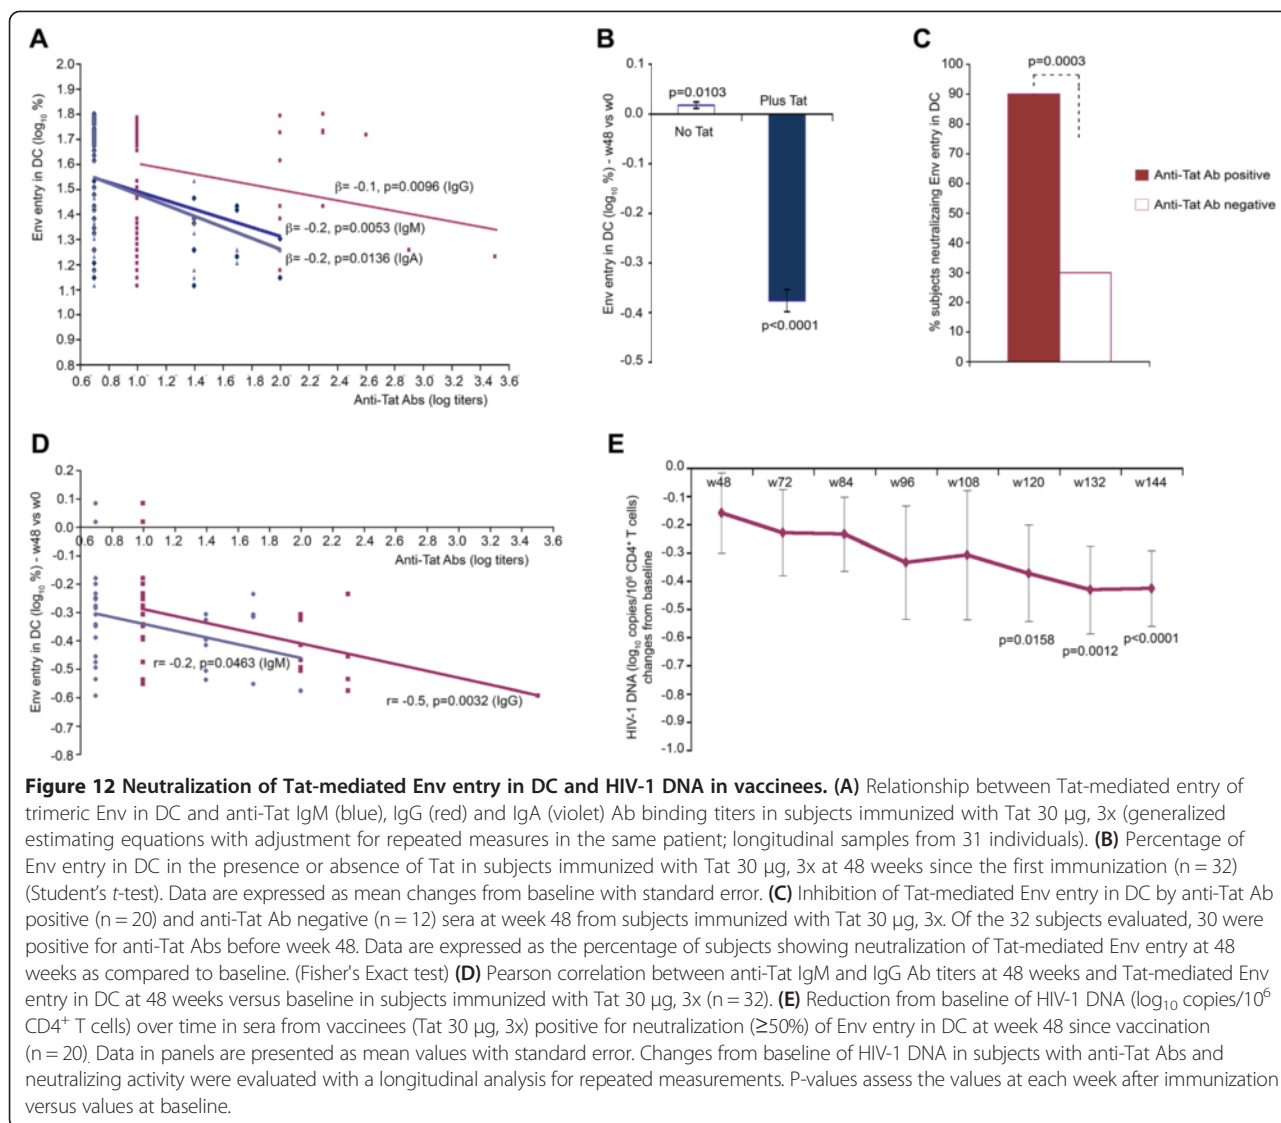 A
Env entry in DC (log10 %)
2.0
1.9
1.8
1.7
1.6
1.5
1.4
1.3
1.2
1.1
1.0
0.9
0.8
β= -0.1, p=0.0096 (IgG)
β= -0.2, p=0.0053 (IgM)
β= -0.2, p=0.0136 (IgA)
0.6 1.0 1.4 1.8 2.0 2.2 2.6 3.0 3.4 3.6
Anti-Tat Abs (log titers)
B
Env entry in DC (log10 %) - w48 vs w0
0.1
0.0
-0.1
-0.2
-0.3
-0.4
-0.5
p=0.0103
Plus Tat
No Tat
p<0.0001
C
% subjects neutralizaing Env entry in DC
100
90
80
70
60
50
40
30
20
10
0
p=0.0003
Anti-Tat Ab positive
Anti-Tat Ab negative
D
Env entry in DC (log10 %) - w48 vs w0
0.2
0.1
0.0
-0.1
-0.2
-0.3
-0.4
-0.5
-0.6
-0.7
-0.8
0.6 0.8 1.0 1.2 1.4 1.6 1.8 2.0 2.2 2.4 2.6 2.8 3.0 3.2 3.4 3.6
Anti-Tat Abs (log titers)
r= -0.2, p=0.0463 (IgM)
r= -0.5, p=0.0032 (IgG)
E
HIV-1 DNA (log10 copies/10⁶ CD4⁺ T cells)
changes from baseline
0.0
-0.1
-0.2
-0.3
-0.4
-0.5
-0.6
-0.7
-0.8
-0.9
-1.0
w48 w72 w84 w96 w108 w120 w132 w144
p=0.0158
p=0.0012
p<0.0001
Figure 12 Neutralization of Tat-mediated Env entry in DC and HIV-1 DNA in vaccinees. (A) Relationship between Tat-mediated entry of
trimeric Env in DC and anti-Tat IgM (blue), IgG (red) and IgA (violet) Ab binding titers in subjects immunized with Tat 30 μg, 3x (generalized
estimating equations with adjustment for repeated measures in the same patient; longitudinal samples from 31 individuals). (B) Percentage of
Env entry in DC in the presence or absence of Tat in subjects immunized with Tat 30 μg, 3x at 48 weeks since the first immunization (n = 32)
(Student's t-test). Data are expressed as mean changes from baseline with standard error. (C) Inhibition of Tat-mediated Env entry in DC by anti-Tat Ab
positive (n = 20) and anti-Tat Ab negative (n = 12) sera at week 48 from subjects immunized with Tat 30 μg, 3x. Of the 32 subjects evaluated, 30 were
positive for anti-Tat Abs before week 48. Data are expressed as the percentage of subjects showing neutralization of Tat-mediated Env entry at 48
weeks as compared to baseline. (Fisher's Exact test) (D) Pearson correlation between anti-Tat IgM and IgG Ab titers at 48 weeks and Tat-mediated Env
entry in DC at 48 weeks versus baseline in subjects immunized with Tat 30 μg, 3x (n = 32). (E) Reduction from baseline of HIV-1 DNA (log10 copies/10⁶
CD4⁺ T cells) over time in sera from vaccinees (Tat 30 μg, 3x) positive for neutralization (≥50%) of Env entry in DC at week 48 since vaccination
(n = 20). Data in panels are presented as mean values with standard error. Changes from baseline of HIV-1 DNA in subjects with anti-Tat Abs and
neutralizing activity were evaluated with a longitudinal analysis for repeated measurements. P-values assess the values at each week after immunization
versus values at baseline.